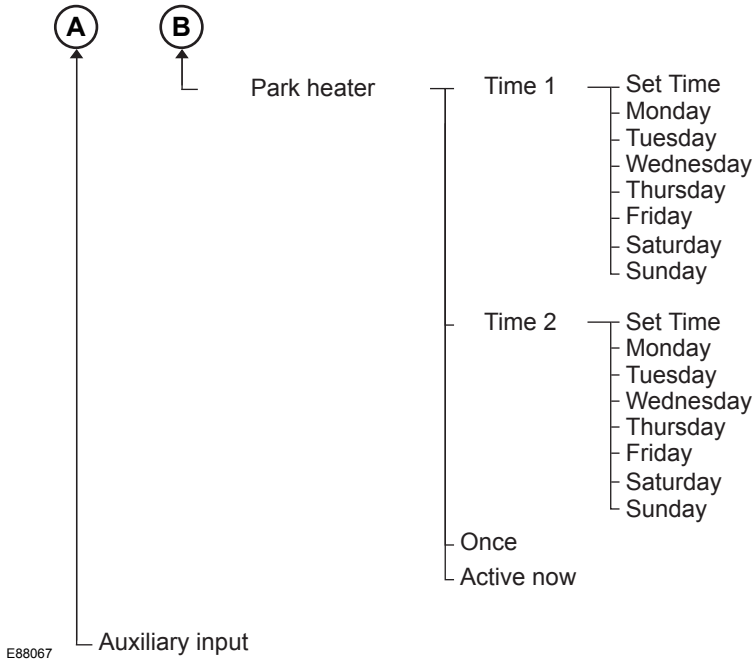 A B
Park heater Time 1 Set Time
Monday
Tuesday
Wednesday
Thursday
Friday
Saturday
Sunday
Time 2 Set Time
Monday
Tuesday
Wednesday
Thursday
Friday
Saturday
Sunday
Once
Active now
Auxiliary input
E88067